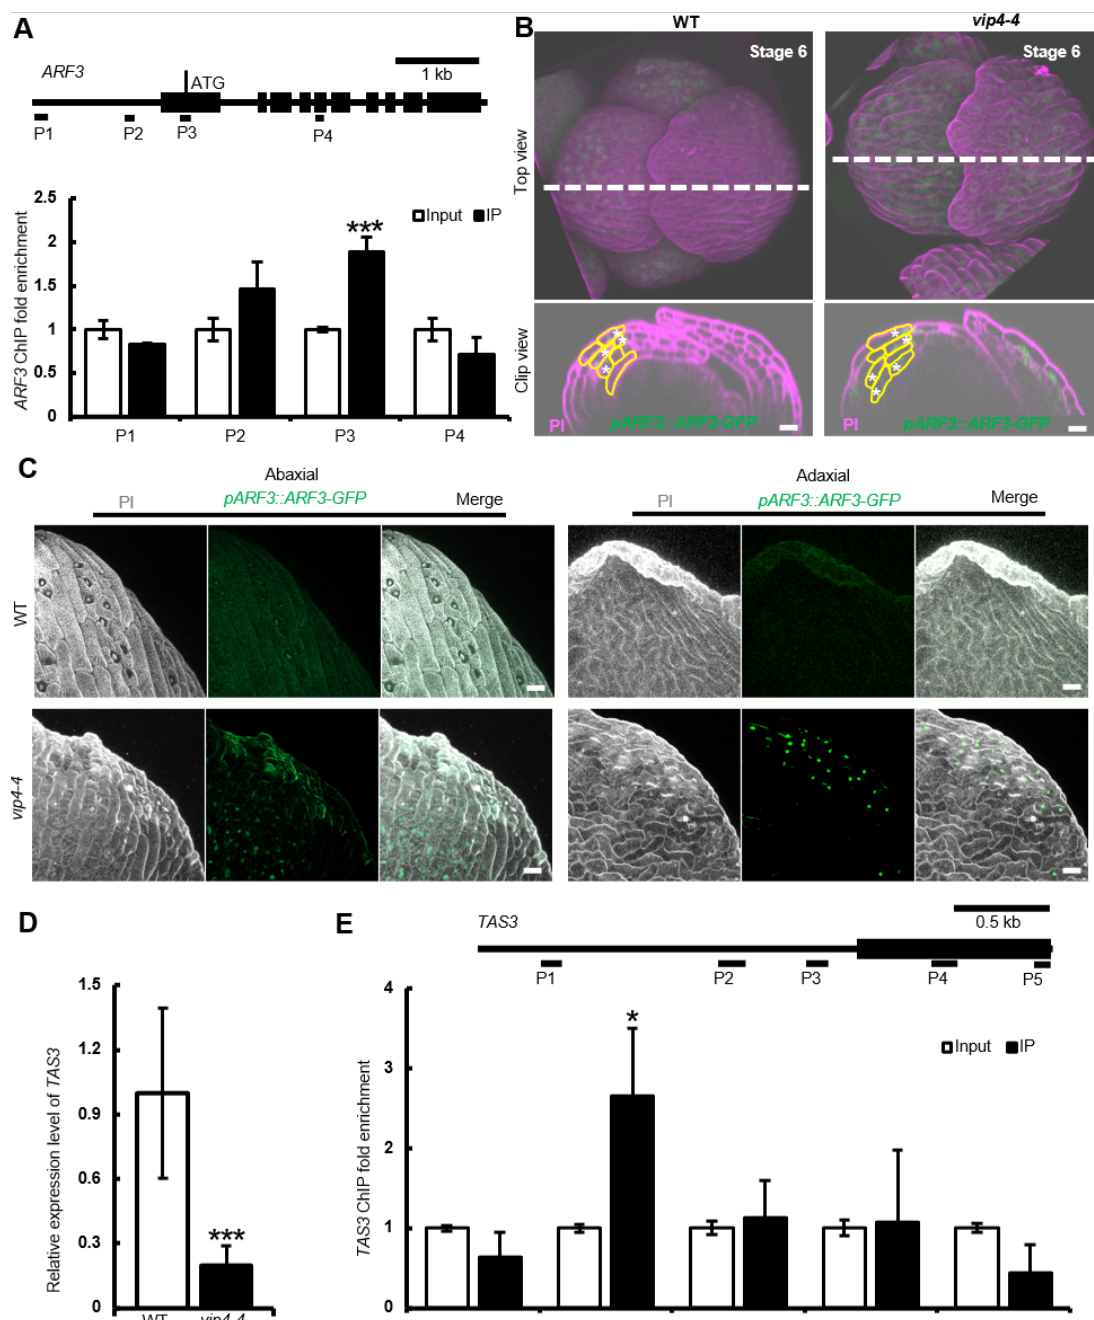 A
ARF3
ATG
1 kb
P1
P2
P3
P4
ARF3 ChIP fold enrichment
2.5
2
1.5
1
0.5
0
Input
IP
***
P1
P2
P3
P4
B
WT
vip4-4
Top view
Stage 6
Stage 6
Clip view
* * * *
PI
pARF3::ARF3-GFP
* * * *
PI
pARF3::ARF3-GFP
C
Abaxial
PI
pARF3::ARF3-GFP
Merge
Adaxial
PI
pARF3::ARF3-GFP
Merge
WT
vip4-4
D
Relative expression level of TAS3
1.5
1.2
0.9
0.6
0.3
0
***
WT
vip4-4
E
TAS3
0.5 kb
P1
P2
P3
P4
P5
TAS3 ChIP fold enrichment
4
3
2
1
0
*
Input
IP